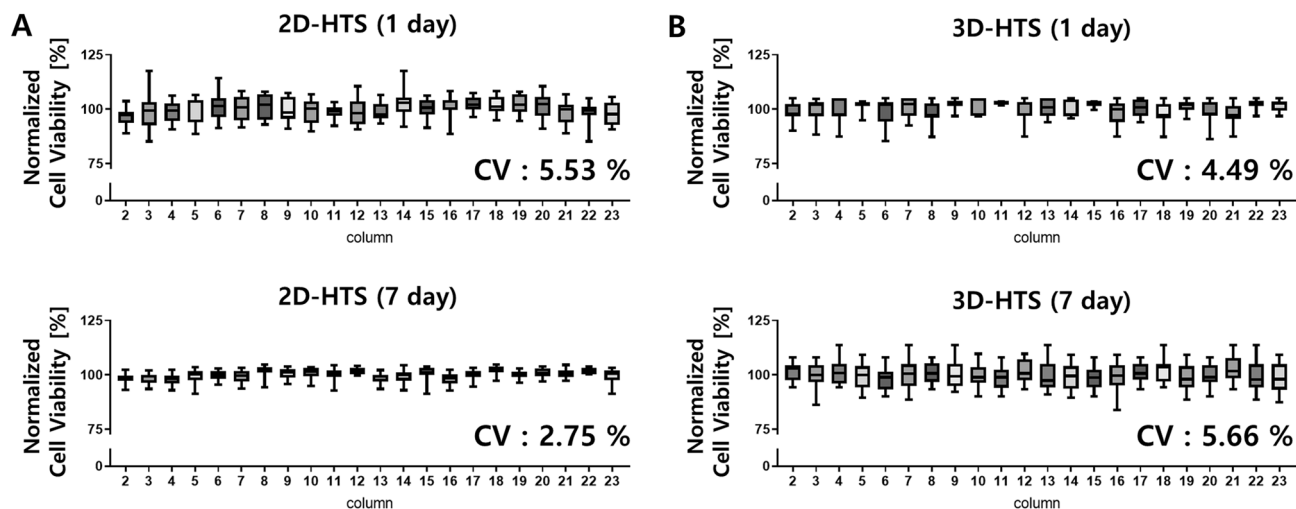 A
2D-HTS (1 day)
Normalized
Cell Viability [%]
125
100
75
0
CV : 5.53 %
2 3 4 5 6 7 8 9 10 11 12 13 14 15 16 17 18 19 20 21 22 23
column
B
3D-HTS (1 day)
Normalized
Cell Viability [%]
125
100
75
0
CV : 4.49 %
2 3 4 5 6 7 8 9 10 11 12 13 14 15 16 17 18 19 20 21 22 23
column
2D-HTS (7 day)
Normalized
Cell Viability [%]
125
100
75
0
CV : 2.75 %
2 3 4 5 6 7 8 9 10 11 12 13 14 15 16 17 18 19 20 21 22 23
column
3D-HTS (7 day)
Normalized
Cell Viability [%]
125
100
75
0
CV : 5.66 %
2 3 4 5 6 7 8 9 10 11 12 13 14 15 16 17 18 19 20 21 22 23
column